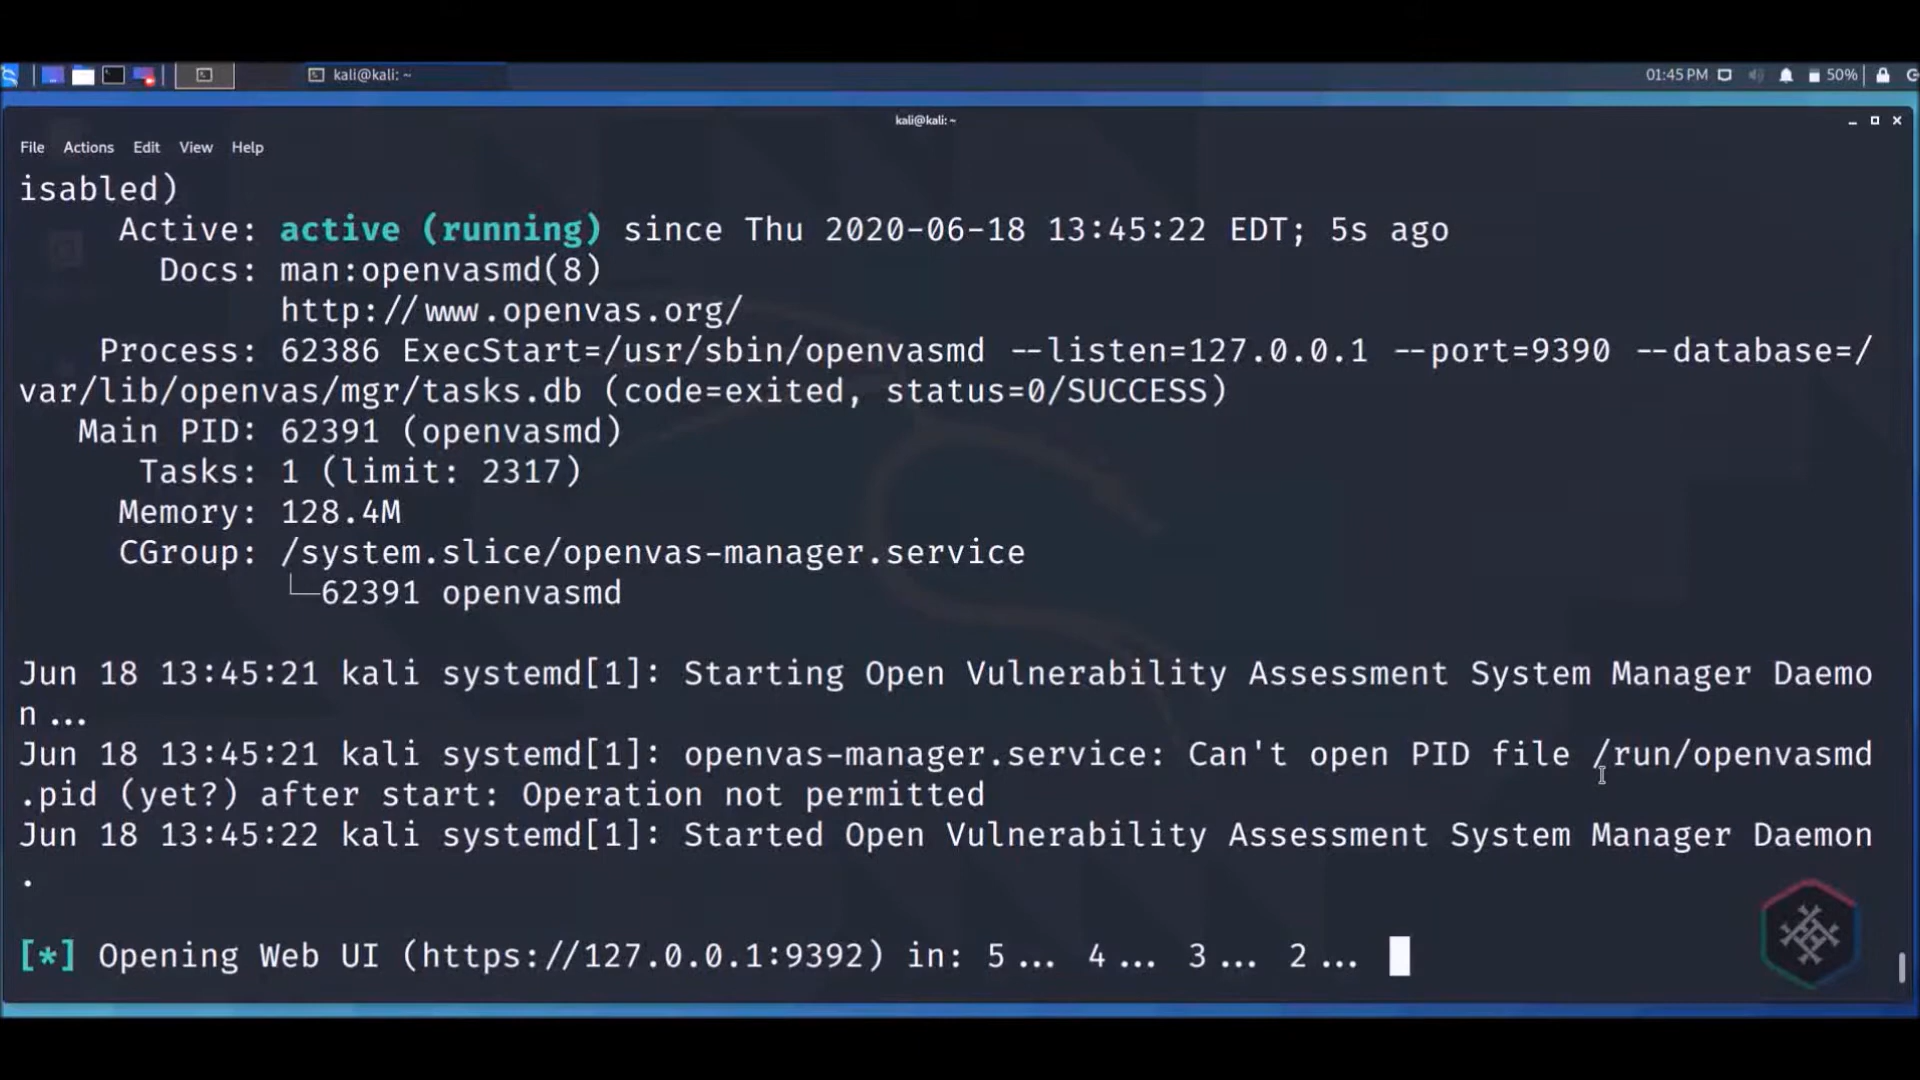 kali@kali: ~
01:45 PM
50%
kali@kali: ~
File Actions Edit View Help
isabled)
Active: active (running) since Thu 2020-06-18 13:45:22 EDT; 5s ago
Docs: man:openvasmd(8)
http://www.openvas.org/
Process: 62386 ExecStart=/usr/sbin/openvasmd --listen=127.0.0.1 --port=9390 --database=/
var/lib/openvas/mgr/tasks.db (code=exited, status=0/SUCCESS)
Main PID: 62391 (openvasmd)
Tasks: 1 (limit: 2317)
Memory: 128.4M
CGroup: /system.slice/openvas-manager.service
└─62391 openvasmd
Jun 18 13:45:21 kali systemd[1]: Starting Open Vulnerability Assessment System Manager Daemo
n...
Jun 18 13:45:21 kali systemd[1]: openvas-manager.service: Can't open PID file /run/openvasmd
.pid (yet?) after start: Operation not permitted
Jun 18 13:45:22 kali systemd[1]: Started Open Vulnerability Assessment System Manager Daemon
.
[*] Opening Web UI (https://127.0.0.1:9392) in: 5... 4... 3... 2...